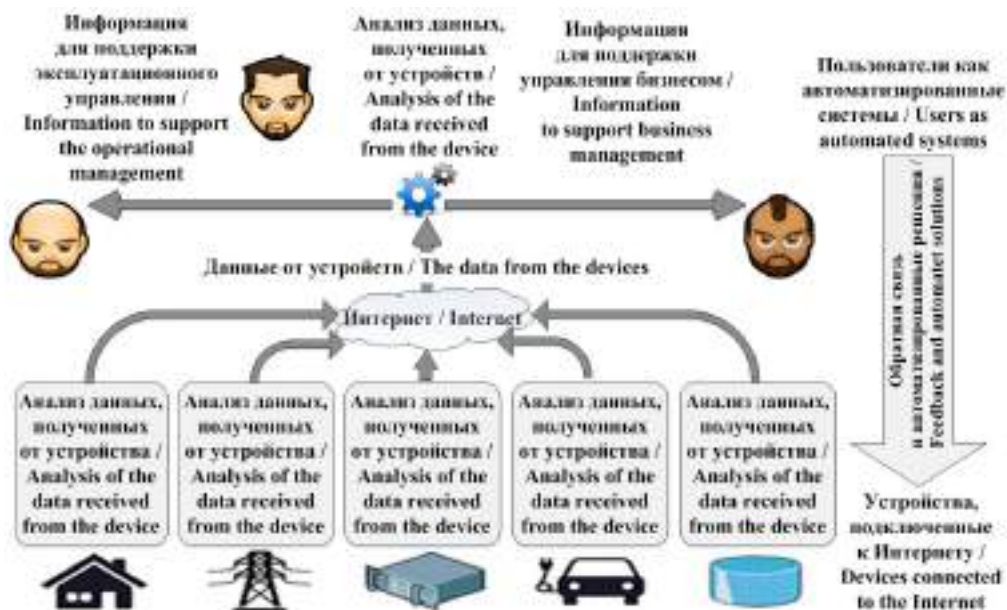 Информация
для поддержки
эксплуатационного
управления /
Information to support
the operational
management
Анализ данных,
полученных
от устройств /
Analysis of the
data received
from the device
Информация
для поддержки
управления бизнесом /
Information
to support business
management
Пользователи как
автоматизированные
системы / Users as
automated systems
Данные от устройств / The data from the devices
Интернет / Internet
Обратная связь
и автоматизированные решения /
Feedback and automatet solutions
Анализ данных,
полученных
от устройства /
Analysis of the
data received
from the device
Анализ данных,
полученных
от устройства /
Analysis of the
data received
from the device
Анализ данных,
полученных
от устройства /
Analysis of the
data received
from the device
Анализ данных,
полученных
от устройства /
Analysis of the
data received
from the device
Анализ данных,
полученных
от устройства /
Analysis of the
data received
from the device
Устройства,
подключенные
к Интернету /
Devices connected
to the Internet